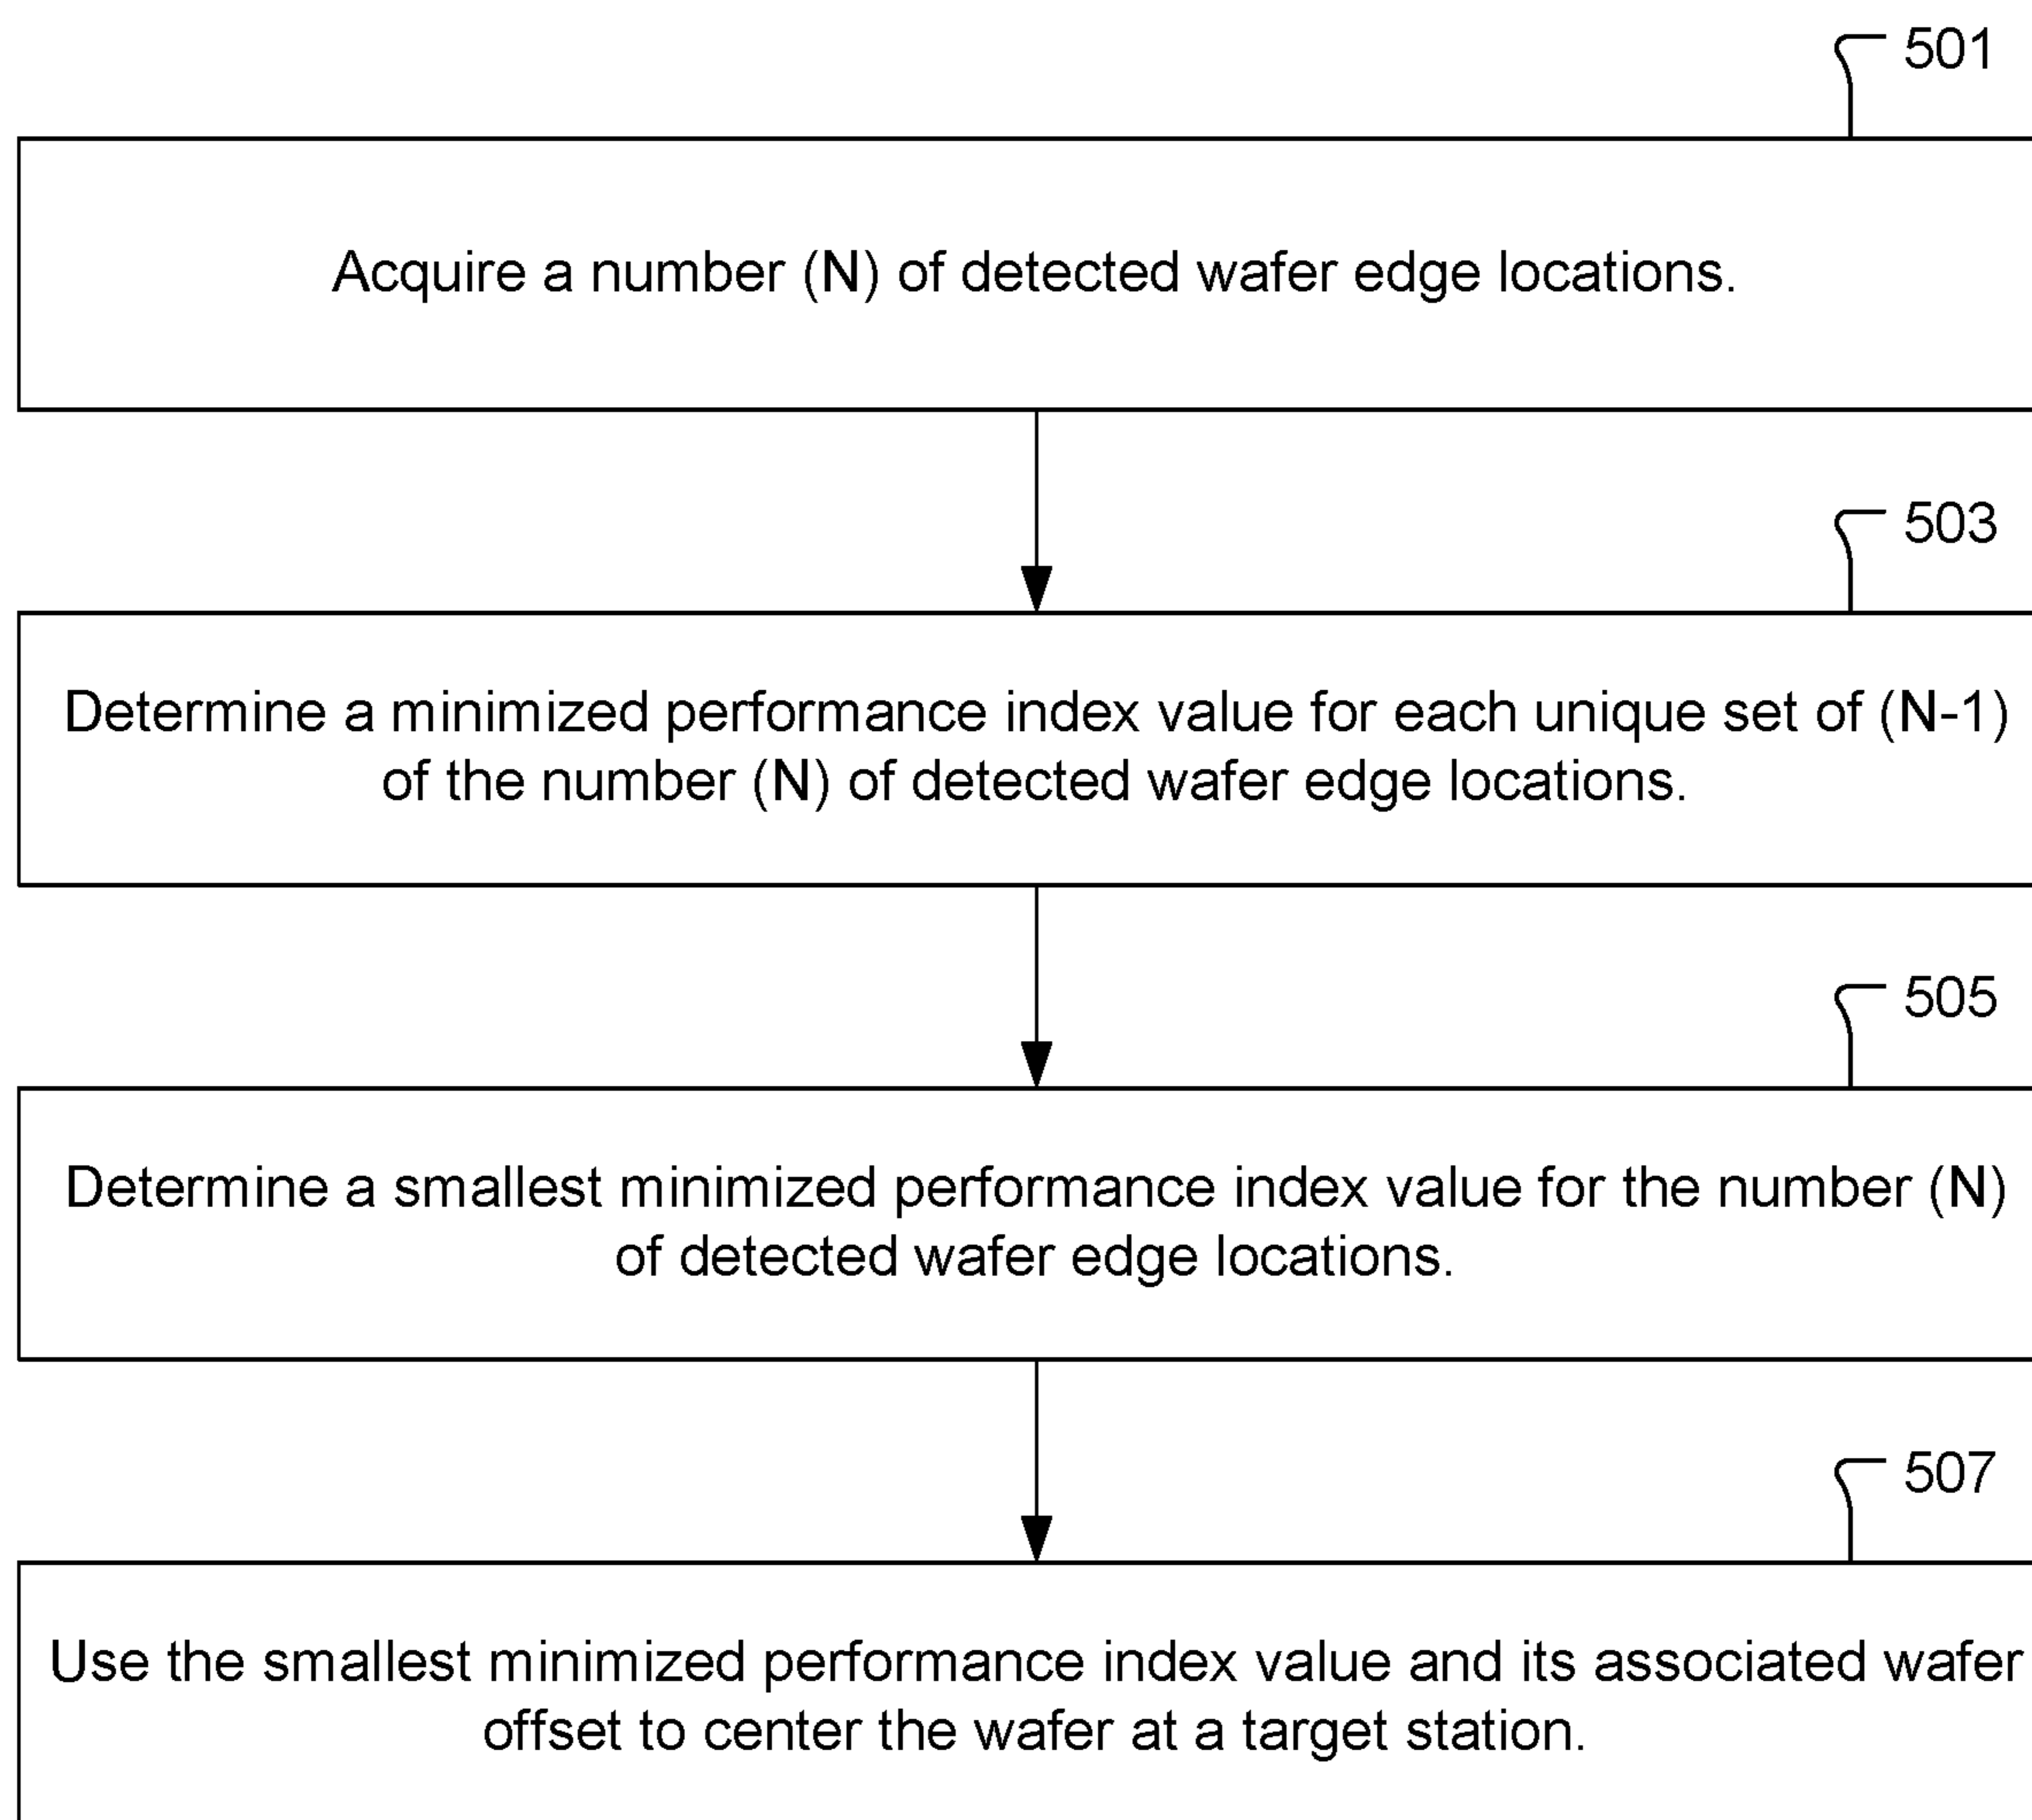 501
Acquire a number (N) of detected wafer edge locations.
503
Determine a minimized performance index value for each unique set of (N-1)
of the number (N) of detected wafer edge locations.
505
Determine a smallest minimized performance index value for the number (N)
of detected wafer edge locations.
507
Use the smallest minimized performance index value and its associated wafer
offset to center the wafer at a target station.